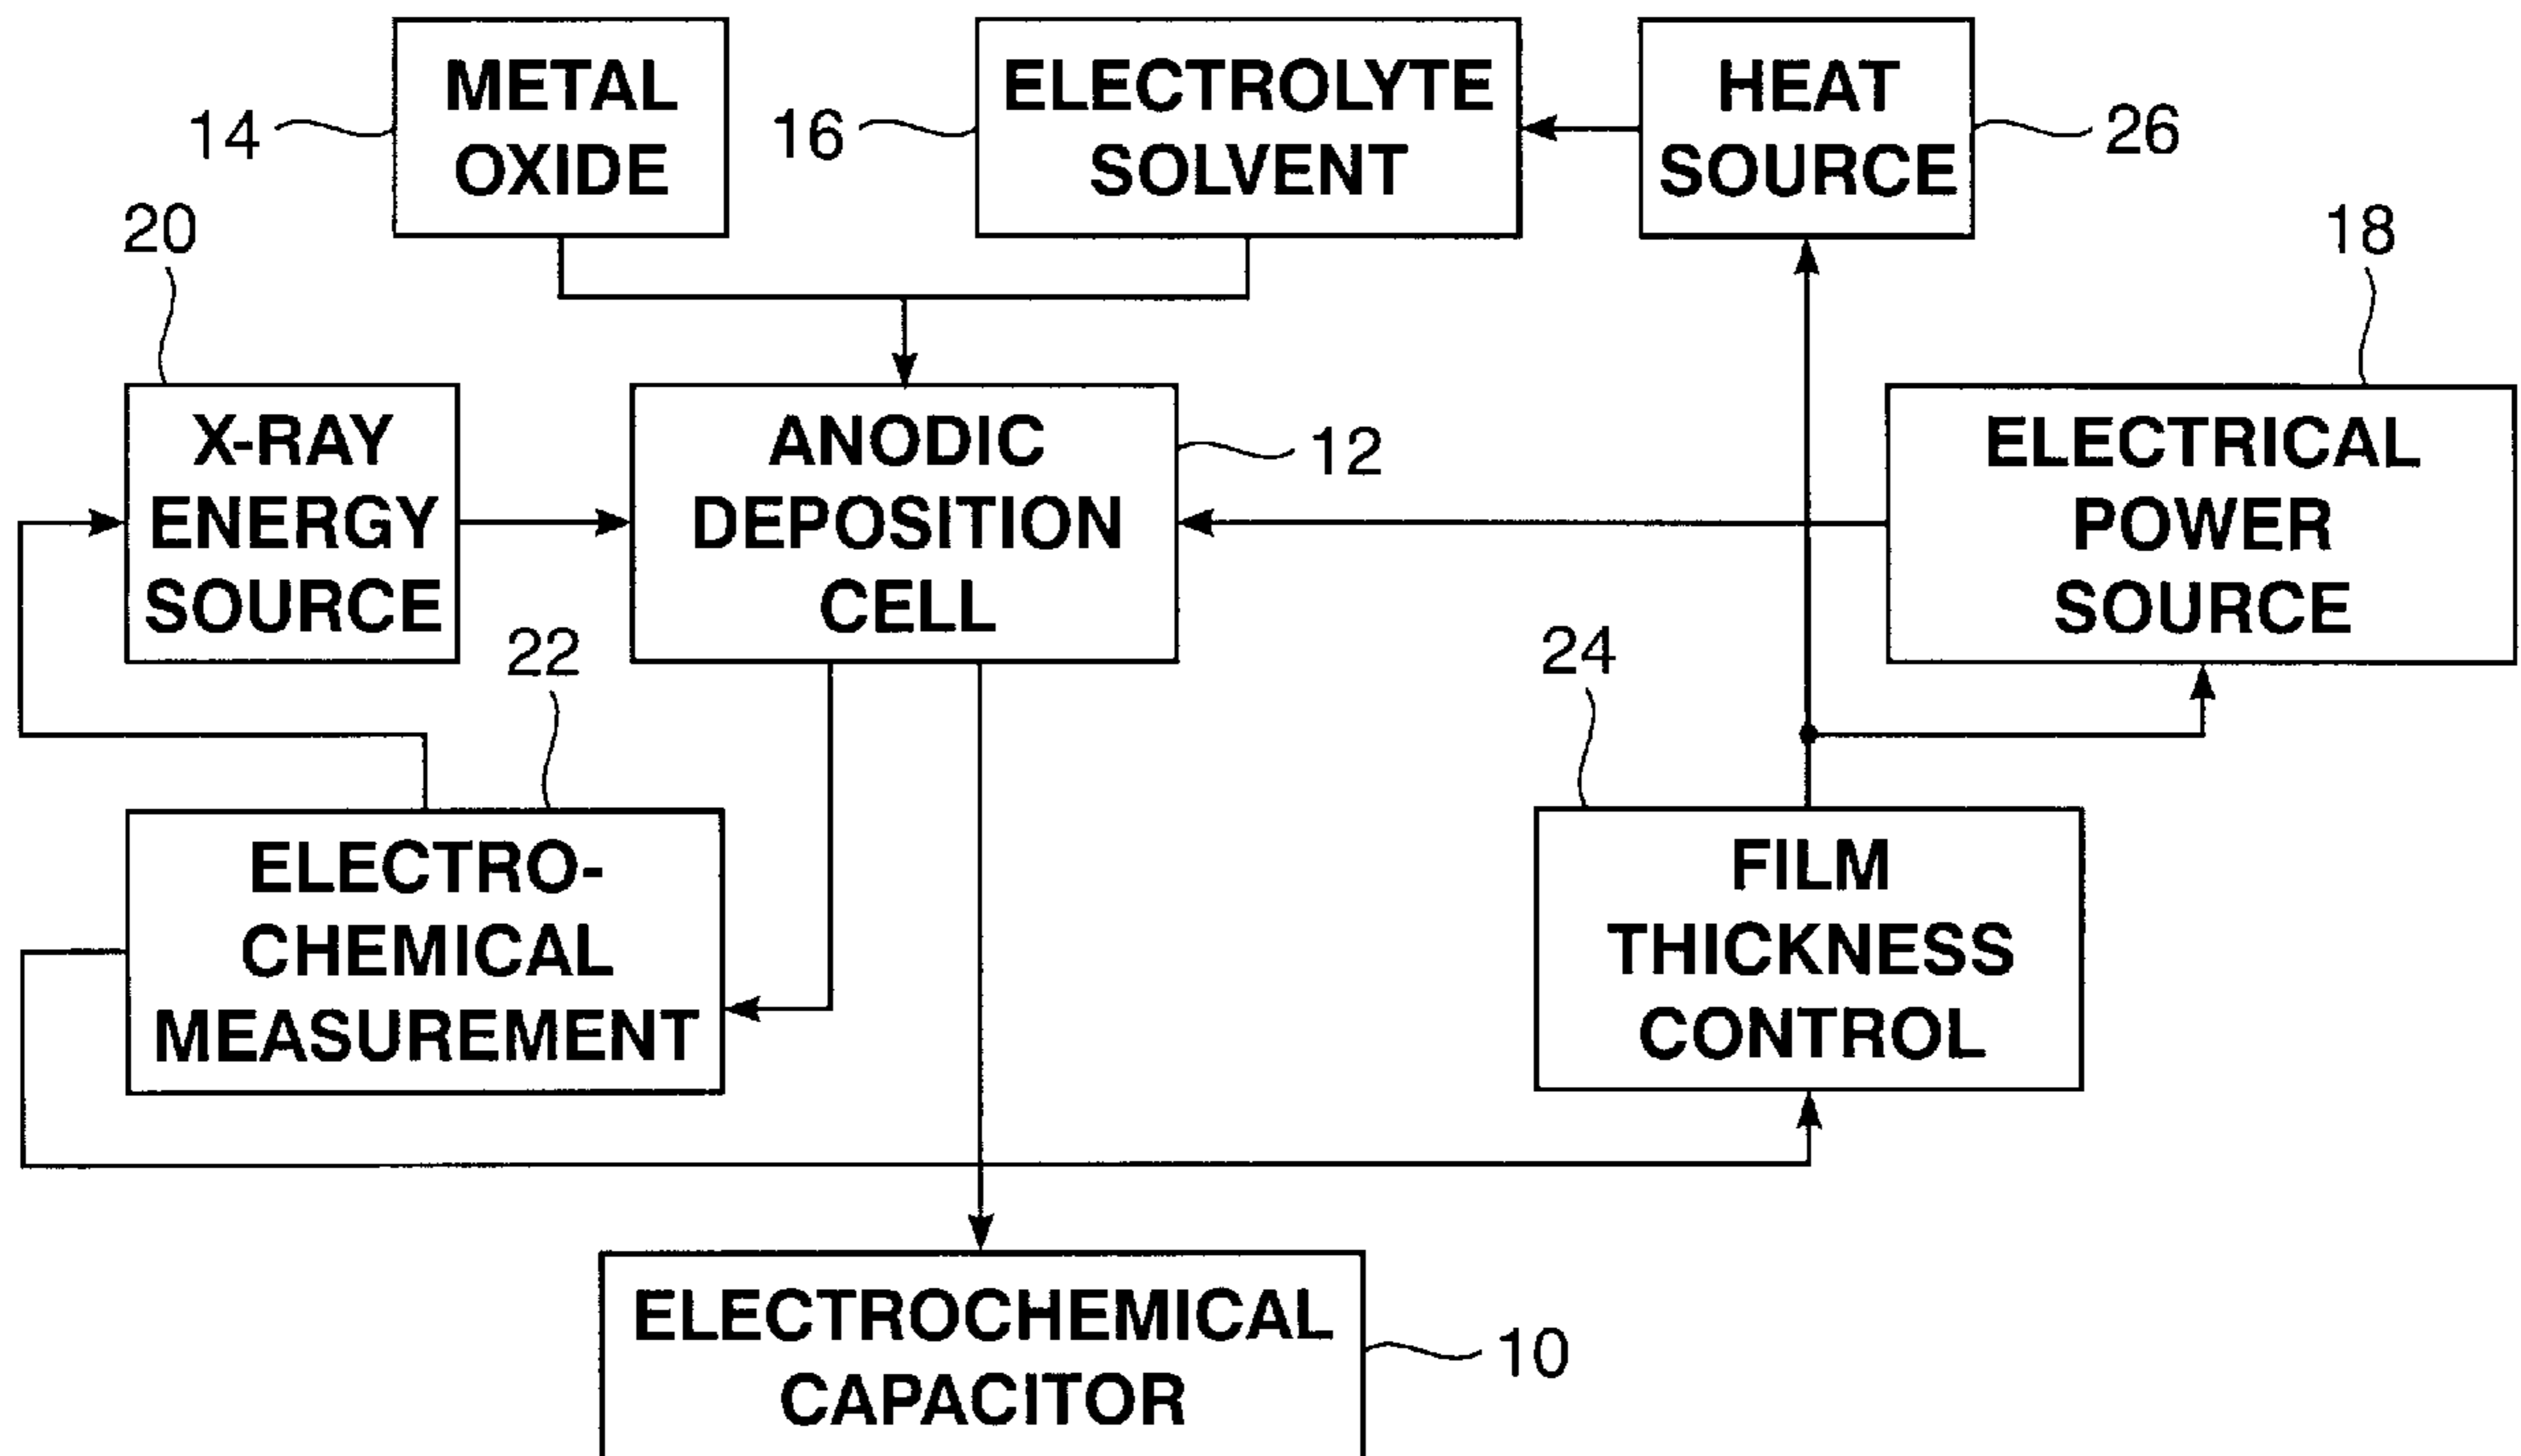 METAL
OXIDE
14
ELECTROLYTE
SOLVENT
16
HEAT
SOURCE
26
20
18
X-RAY
ENERGY
SOURCE
ANODIC
DEPOSITION
CELL
12
ELECTRICAL
POWER
SOURCE
22
24
ELECTRO-
CHEMICAL
MEASUREMENT
FILM
THICKNESS
CONTROL
ELECTROCHEMICAL
CAPACITOR
10